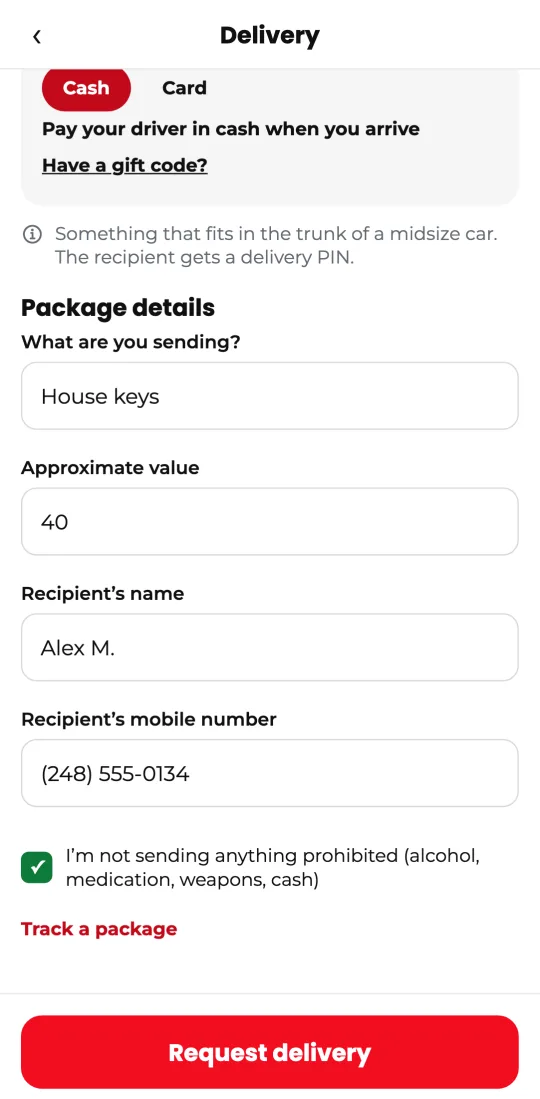 Delivery
Cash
Card
Pay your driver in cash when you arrive
Have a gift code?
Something that fits in the trunk of a midsize car.
The recipient gets a delivery PIN.
Package details
What are you sending?
House keys
Approximate value
40
Recipient’s name
Alex M.
Recipient’s mobile number
(248) 555-0134
I’m not sending anything prohibited (alcohol,
medication, weapons, cash)
Track a package
Request delivery